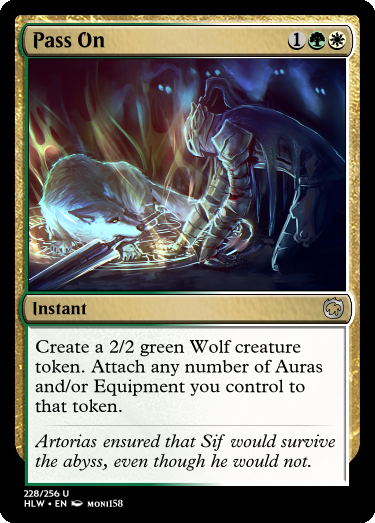 Pass On 1
Instant
Create a 2/2 green Wolf creature
token. Attach any number of Auras
and/or Equipment you control to
that token.
Artorias ensured that Sif would survive
the abyss, even though he would not.
228/256 U
HLW • EN MONI158